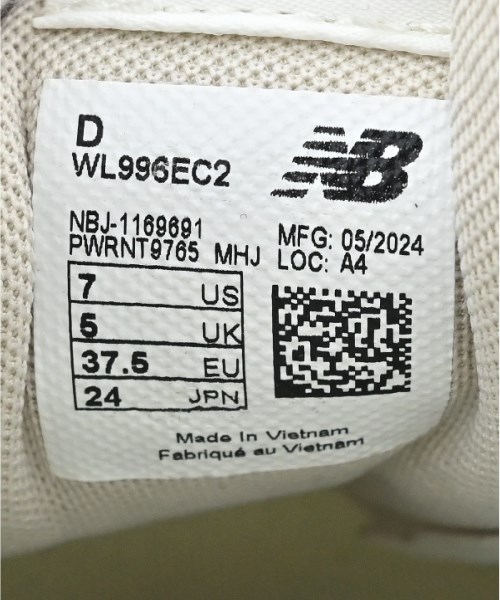 D
WL996EC2
NB
NBJ-1169691
PWRNT9765 MHJ
MFG: 05/2024
LOC: A4
7 US
5 UK
37.5 EU
24 JPN
Made In Vietnam
Fabriqué au Vietnam